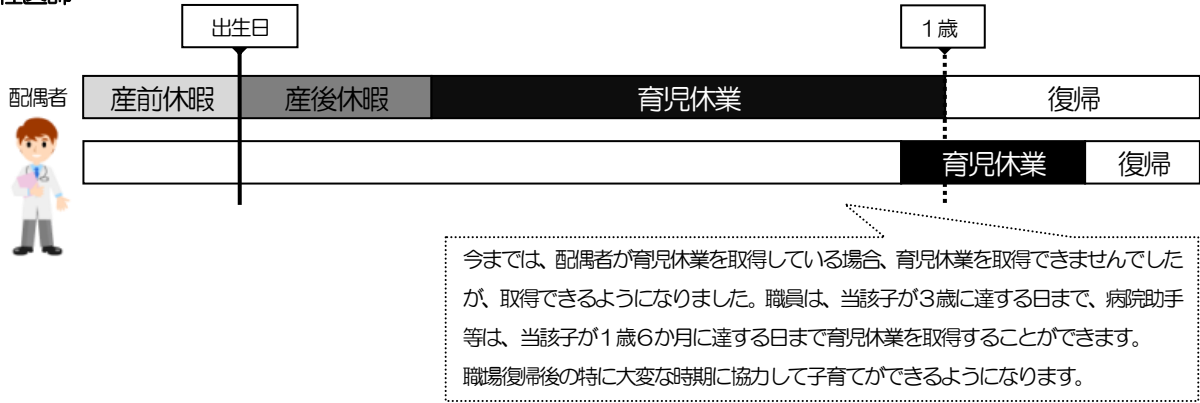 出生日
1歳
配偶者
産前休暇
産後休暇
育児休業
復帰
育児休業
復帰
今までは、配偶者が育児休業を取得している場合、育児休業を取得できませんでした
が、取得できるようになりました。職員は、当該子が3歳に達する日まで、病院助手
等は、当該子が1歳6か月に達する日まで育児休業を取得することができます。
職場復帰後の特に大変な時期に協力して子育てができるようになります。